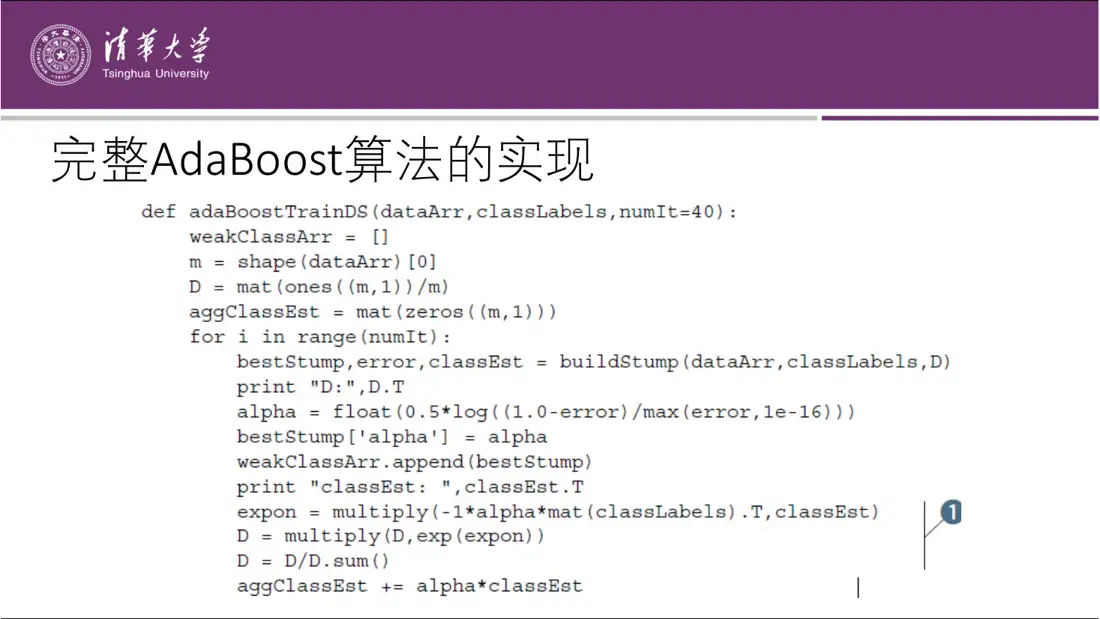 清华大学
Tsinghua University
完整AdaBoost算法的实现
def adaBoostTrainDS(dataArr,classLabels,numIt=40):
    weakClassArr = []
    m = shape(dataArr)[0]
    D = mat(ones((m,1))/m)
    aggClassEst = mat(zeros((m,1)))
    for i in range(numIt):
        bestStump,error,classEst = buildStump(dataArr,classLabels,D)
        print "D:",D.T
        alpha = float(0.5*log((1.0-error)/max(error,1e-16)))
        bestStump['alpha'] = alpha
        weakClassArr.append(bestStump)
        print "classEst: ",classEst.T
        expon = multiply(-1*alpha*mat(classLabels).T,classEst)
1
        D = multiply(D,exp(expon))
        D = D/D.sum()
        aggClassEst += alpha*classEst